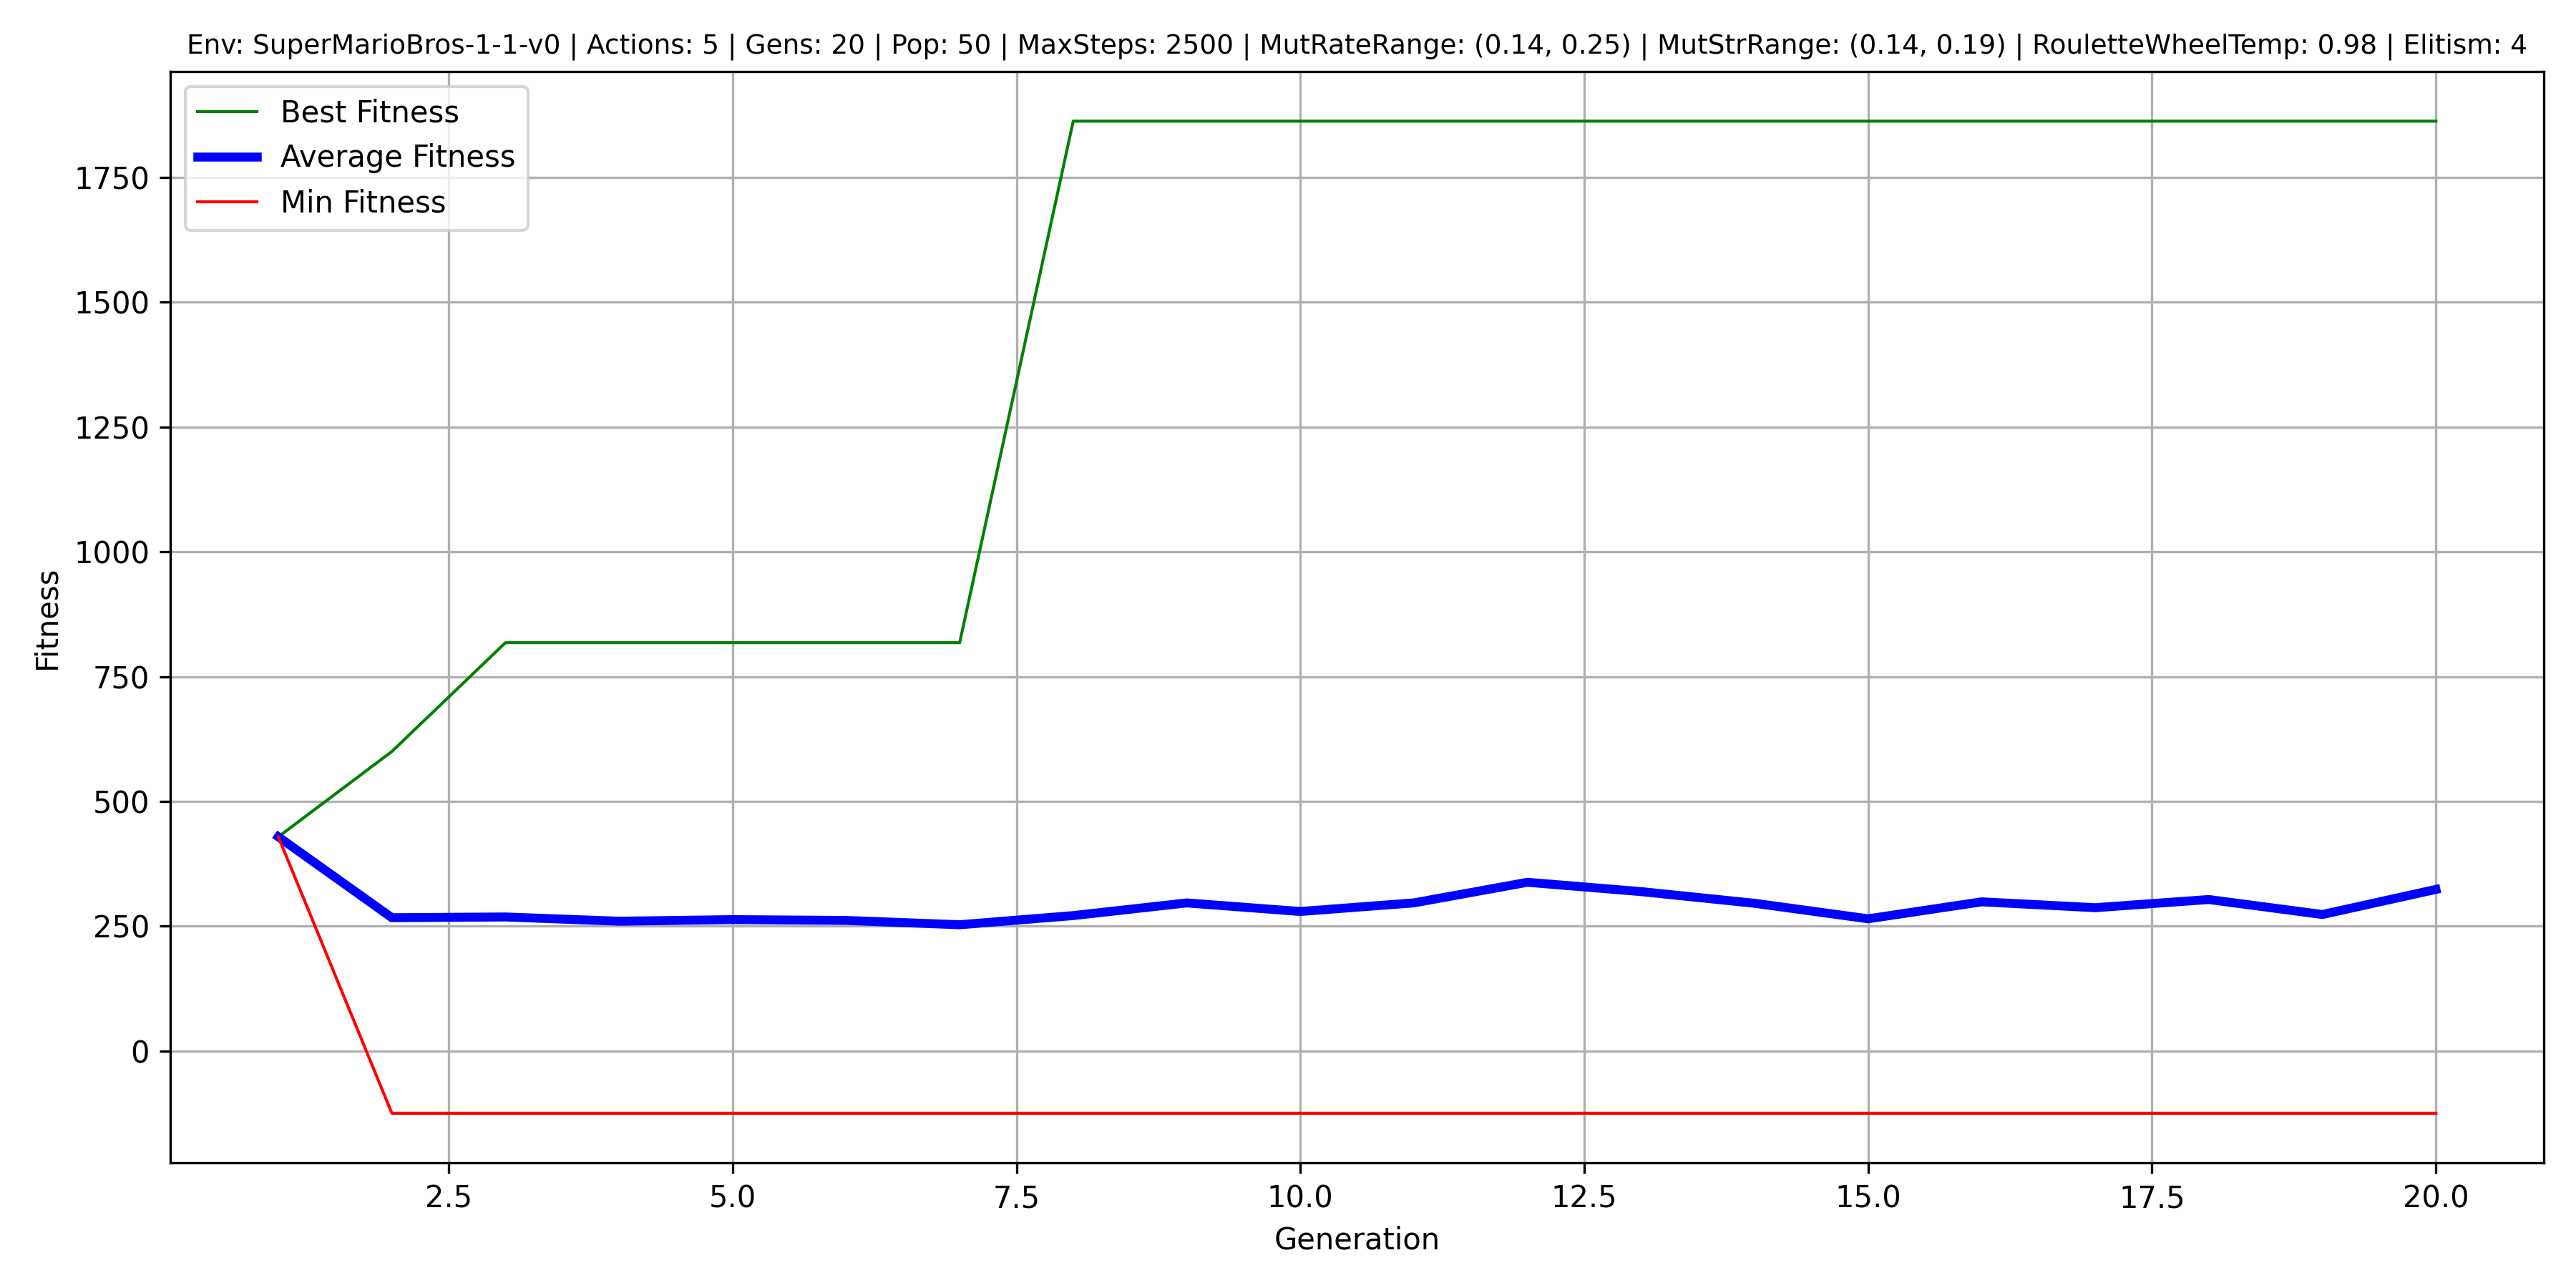 Env: SuperMarioBros-1-1-v0 | Actions: 5 | Gens: 20 | Pop: 50 | MaxSteps: 2500 | MutRateRange: (0.14, 0.25) | MutStrRange: (0.14, 0.19) | RouletteWheelTemp: 0.98 | Elitism: 4
Best Fitness
Average Fitness
Min Fitness
1750
1500
1250
1000
750
500
250
0
Fitness
2.5 5.0 7.5 10.0 12.5 15.0 17.5 20.0
Generation